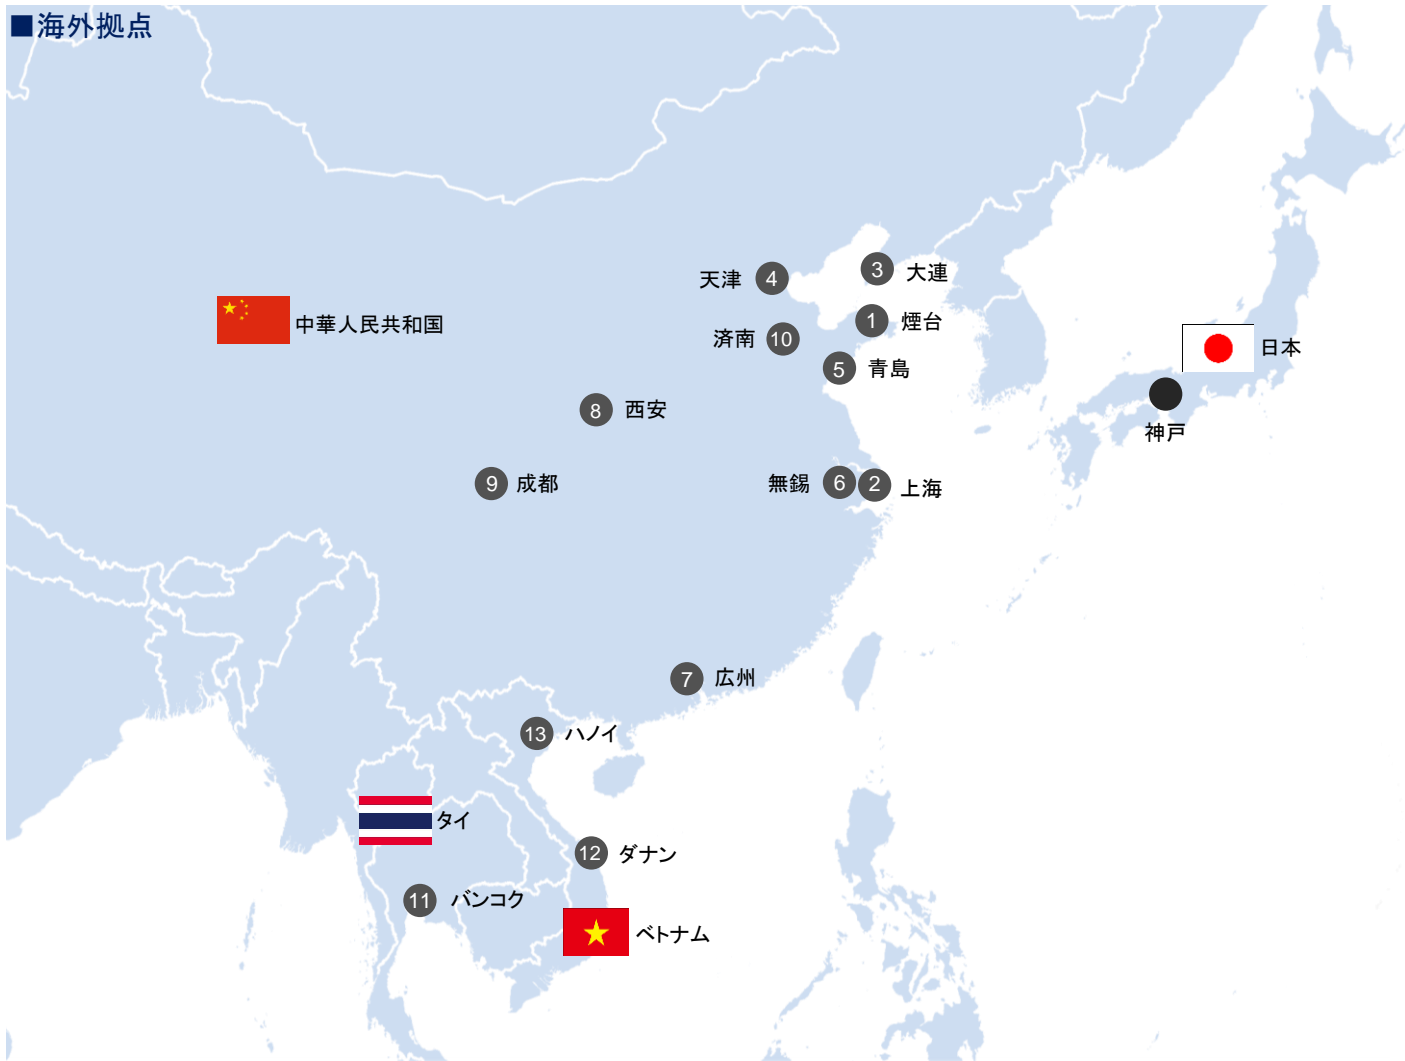 ■海外拠点
3 大連
天津 4
中華人民共和国
1 煙台
済南 10
日本
5 青島
8 西安
神戸
9 成都
無錫 6
2 上海
7 広州
13 ハノイ
タイ
12 ダナン
11 バンコク
ベトナム